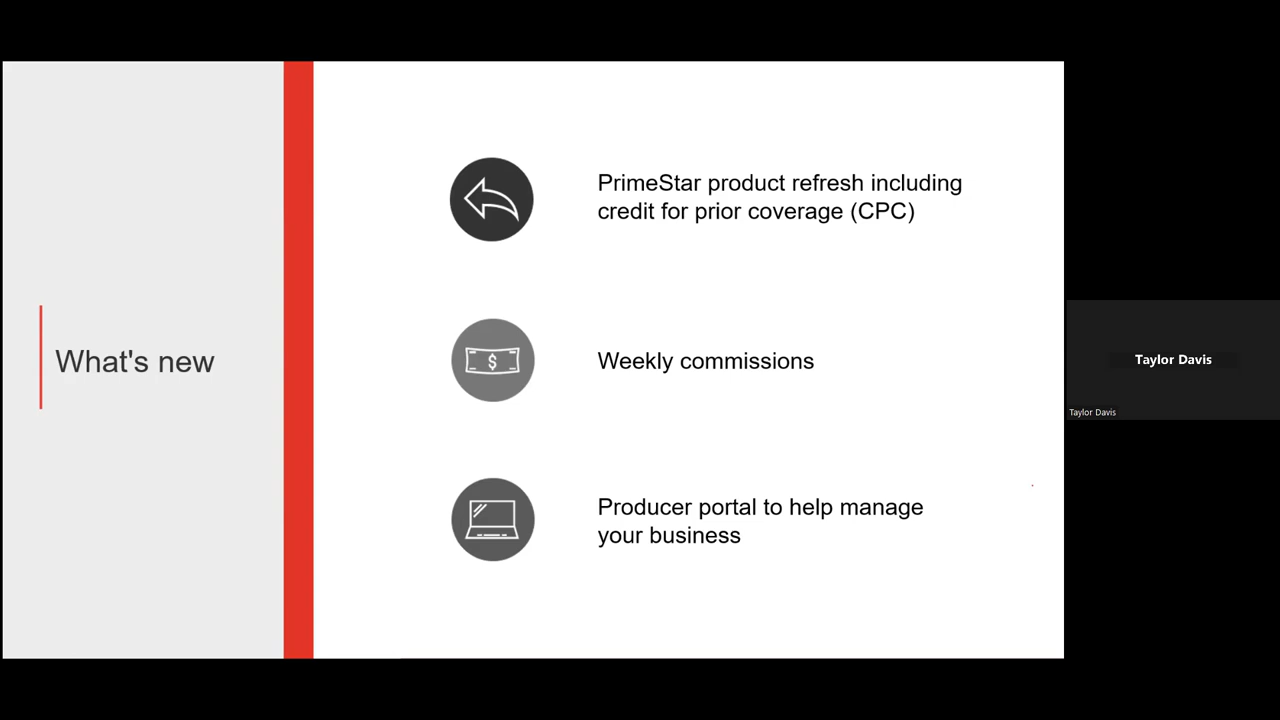 What's new
PrimeStar product refresh including
credit for prior coverage (CPC)
$
Weekly commissions
Producer portal to help manage
your business
Taylor Davis
Taylor Davis